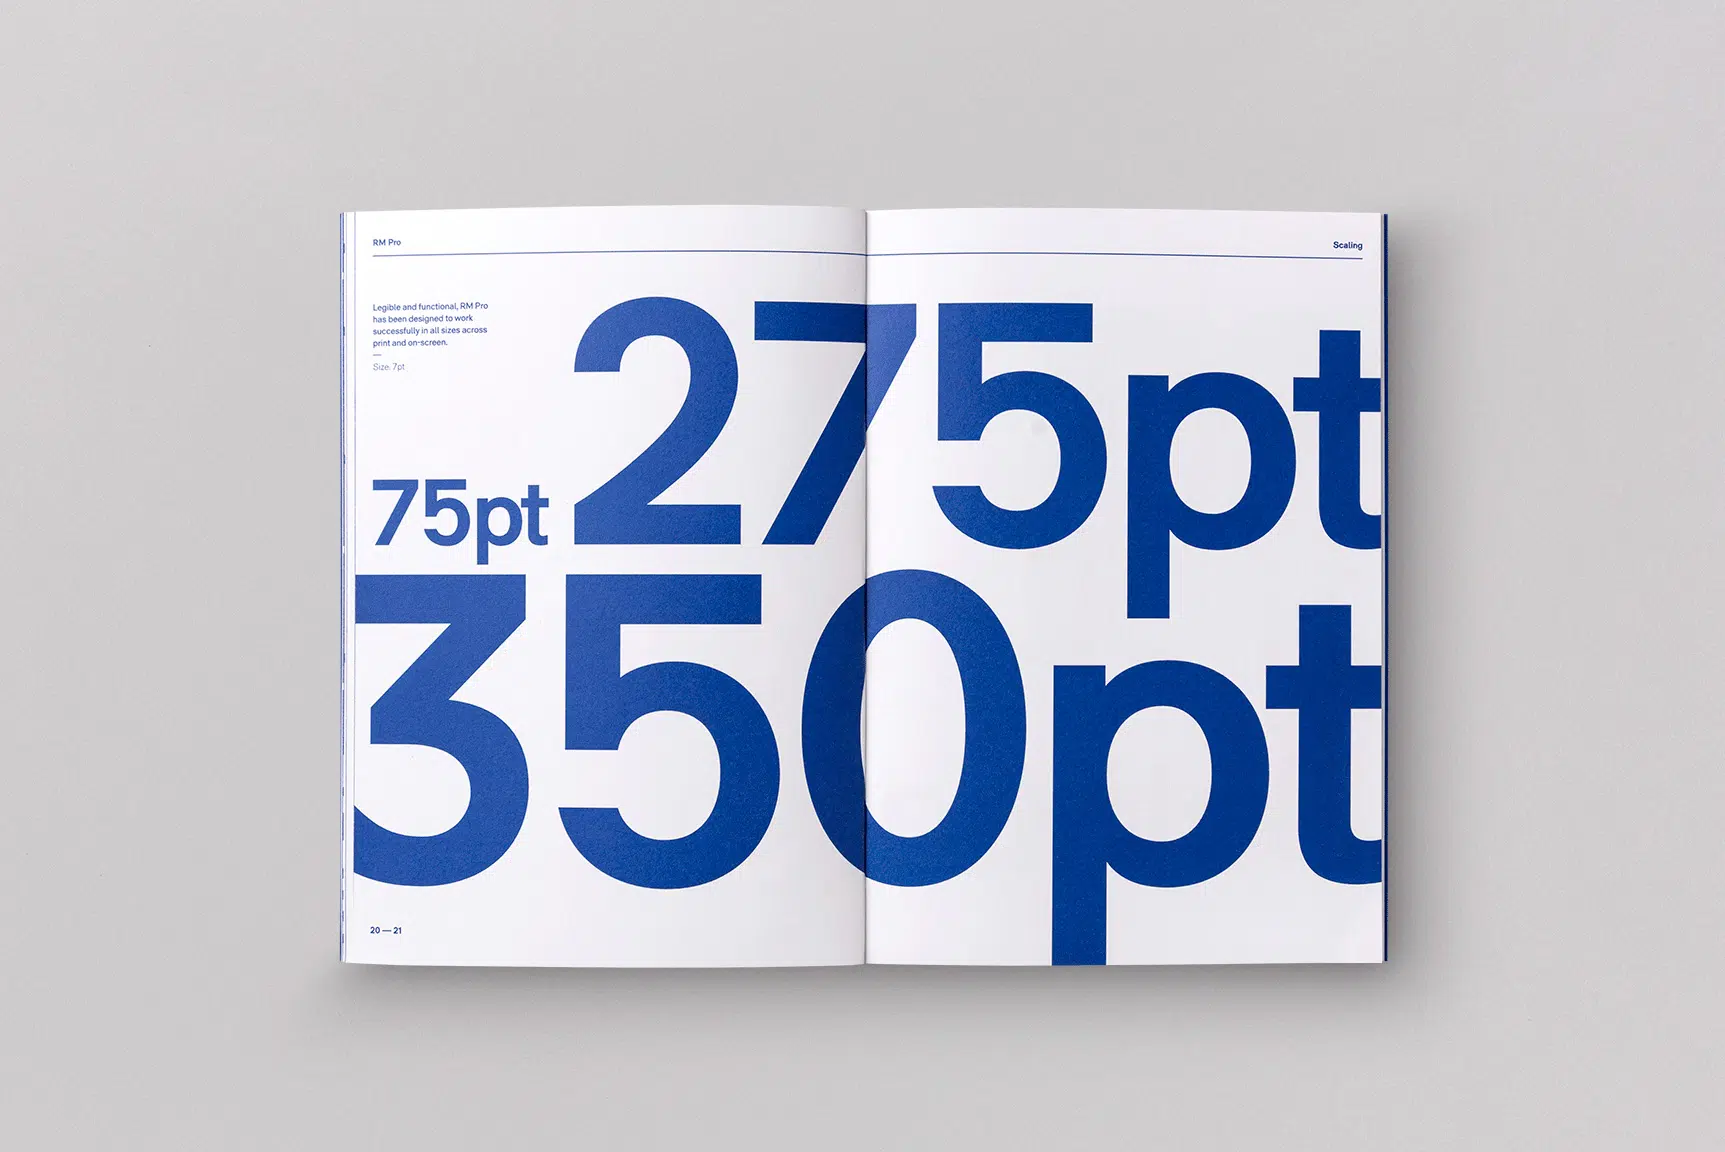 RM Pro
Scaling
Legible and functional, RM Pro
has been designed to work
successfully in all sizes across
print and on-screen.
—
Size: 7pt
75pt 275pt
350pt
20 — 21